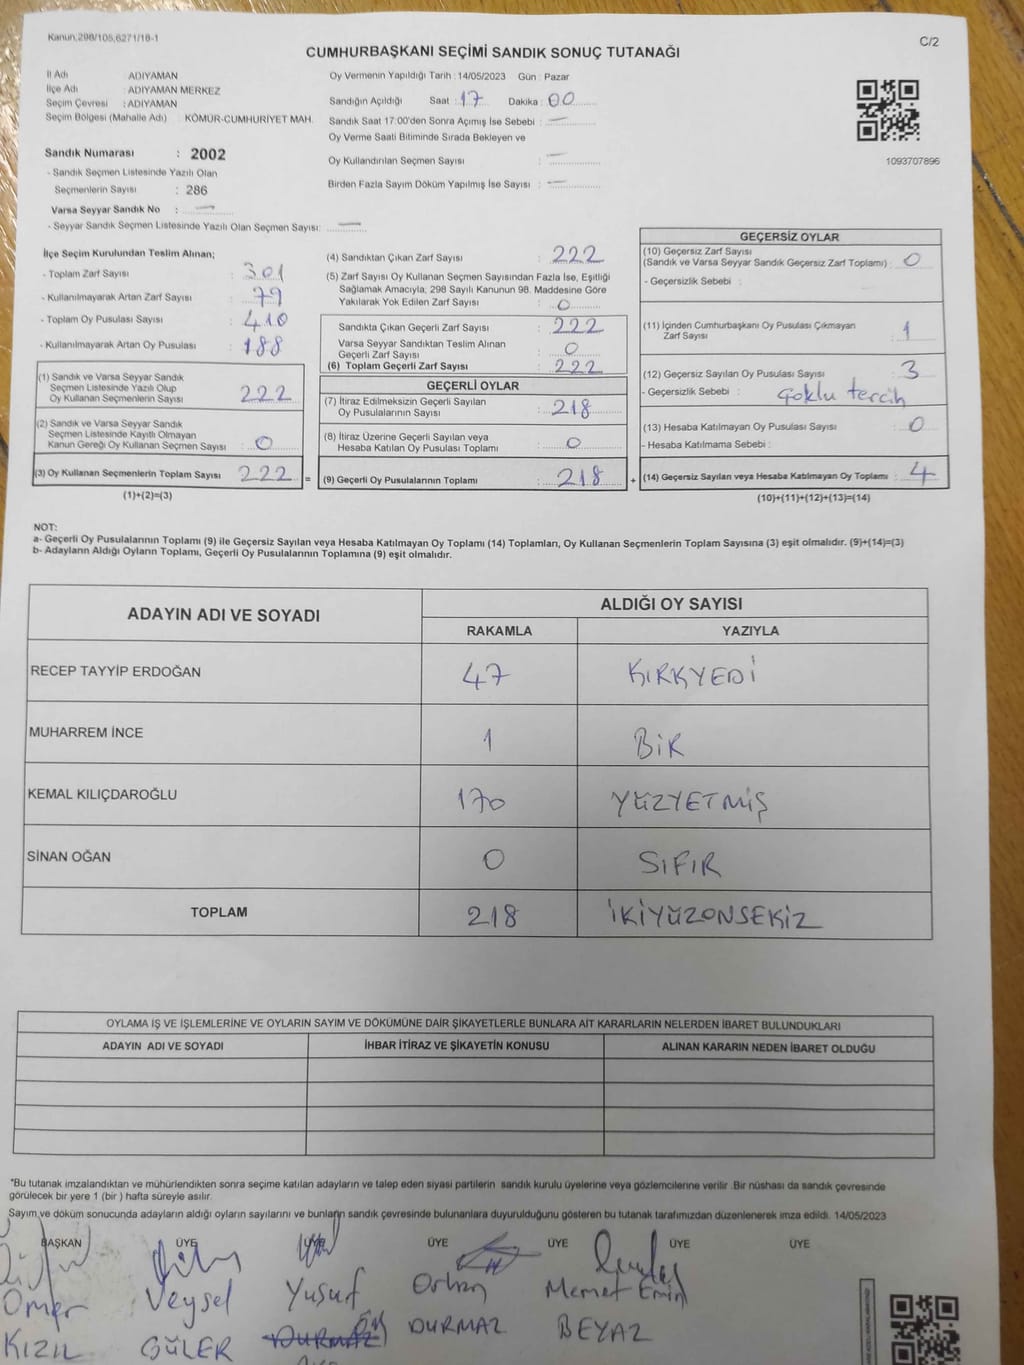 Kanun,298/105,6271/18-1
C/2
CUMHURBAŞKANI SEÇİMİ SANDIK SONUÇ TUTANAĞI
İl Adı : ADIYAMAN
İlçe Adı : ADIYAMAN MERKEZ
Seçim Çevresi : ADIYAMAN
Seçim Bölgesi (Mahalle Adı) : KÖMÜR-CUMHURİYET MAH.
Sandık Numarası : 2002
- Sandık Seçmen Listesinde Yazılı Olan
Seçmenlerin Sayısı : 286
Varsa Seyyar Sandık No : —
- Seyyar Sandık Seçmen Listesinde Yazılı Olan Seçmen Sayısı: —
Oy Vermenin Yapıldığı Tarih : 14/05/2023 Gün : Pazar
Sandığın Açıldığı Saat : 17 Dakika : 00
Sandık Saat 17:00'den Sonra Açımış İse Sebebi : —
Oy Verme Saati Bitiminde Sırada Bekleyen ve
Oy Kullandırılan Seçmen Sayısı : —
Birden Fazla Sayım Döküm Yapılmış İse Sayısı : —
1093707896
İlçe Seçim Kurulundan Teslim Alınan;
- Toplam Zarf Sayısı : 301
- Kullanılmayarak Artan Zarf Sayısı : 79
- Toplam Oy Pusulası Sayısı : 410
- Kullanılmayarak Artan Oy Pusulası : 188
(1) Sandık ve Varsa Seyyar Sandık
Seçmen Listesinde Yazılı Olup
Oy Kullanan Seçmenlerin Sayısı : 222
(2) Sandık ve Varsa Seyyar Sandık
Seçmen Listesinde Kayıtlı Olmayan
Kanun Gereği Oy Kullanan Seçmen Sayısı : 0
(3) Oy Kullanan Seçmenlerin Toplam Sayısı : 222 =
(1)+(2)=(3)
(4) Sandıktan Çıkan Zarf Sayısı : 222
(5) Zarf Sayısı Oy Kullanan Seçmen Sayısından Fazla İse, Eşitliği
Sağlamak Amacıyla; 298 Sayılı Kanunun 98. Maddesine Göre
Yakılarak Yok Edilen Zarf Sayısı : 0
Sandıkta Çıkan Geçerli Zarf Sayısı : 222
Varsa Seyyar Sandıktan Teslim Alınan
Geçerli Zarf Sayısı : 0
(6) Toplam Geçerli Zarf Sayısı : 222
GEÇERLİ OYLAR
(7) İtiraz Edilmeksizin Geçerli Sayılan
Oy Pusulalarının Sayısı : 218
(8) İtiraz Üzerine Geçerli Sayılan veya
Hesaba Katılan Oy Pusulası Toplamı : 0
(9) Geçerli Oy Pusulalarının Toplamı : 218 +
GEÇERSİZ OYLAR
(10) Geçersiz Zarf Sayısı
(Sandık ve Varsa Seyyar Sandık Geçersiz Zarf Toplamı) : 0
- Geçersizlik Sebebi :
(11) İçinden Cumhurbaşkanı Oy Pusulası Çıkmayan
Zarf Sayısı : 1
(12) Geçersiz Sayılan Oy Pusulası Sayısı : 3
- Geçersizlik Sebebi : Çoklu tercih
(13) Hesaba Katılmayan Oy Pusulası Sayısı : 0
- Hesaba Katılmama Sebebi :
(14) Geçersiz Sayılan veya Hesaba Katılmayan Oy Toplamı : 4
(10)+(11)+(12)+(13)=(14)
NOT:
a- Geçerli Oy Pusulalarının Toplamı (9) ile Geçersiz Sayılan veya Hesaba Katılmayan Oy Toplamı (14) Toplamları, Oy Kullanan Seçmenlerin Toplam Sayısına (3) eşit olmalıdır. (9)+(14)=(3)
b- Adayların Aldığı Oyların Toplamı, Geçerli Oy Pusulalarının Toplamına (9) eşit olmalıdır.
ADAYIN ADI VE SOYADI
ALDIĞI OY SAYISI
RAKAMLA YAZIYLA
RECEP TAYYİP ERDOĞAN 47 KIRKYEDİ
MUHARREM İNCE 1 BİR
KEMAL KILIÇDAROĞLU 170 YÜZYETMİŞ
SİNAN OĞAN 0 SIFIR
TOPLAM 218 İKİYÜZONSEKİZ
OYLAMA İŞ VE İŞLEMLERİNE VE OYLARIN SAYIM VE DÖKÜMÜNE DAİR ŞİKAYETLERLE BUNLARA AİT KARARLARIN NELERDEN İBARET BULUNDUKLARI
ADAYIN ADI VE SOYADI İHBAR İTİRAZ VE ŞİKAYETİN KONUSU ALINAN KARARIN NEDEN İBARET OLDUĞU
*Bu tutanak imzalandıktan ve mühürlendikten sonra seçime katılan adayların ve talep eden siyasi partilerin sandık kurulu üyelerine veya gözlemcilerine verilir .Bir nüshası da sandık çevresinde
görülecek bir yere 1 (bir ) hafta süreyle asılır.
Sayım ve döküm sonucunda adayların aldığı oyların sayılarını ve bunların sandık çevresinde bulunanlara duyurulduğunu gösteren bu tutanak tarafımızdan düzenlenerek imza edildi. 14/05/2023
BAŞKAN ÜYE ÜYE ÜYE ÜYE ÜYE ÜYE
Ömer Veysel Yusuf Orhan Memet Emin
KIZIL GÜLER DURMAZ DURMAZ BEYAZ